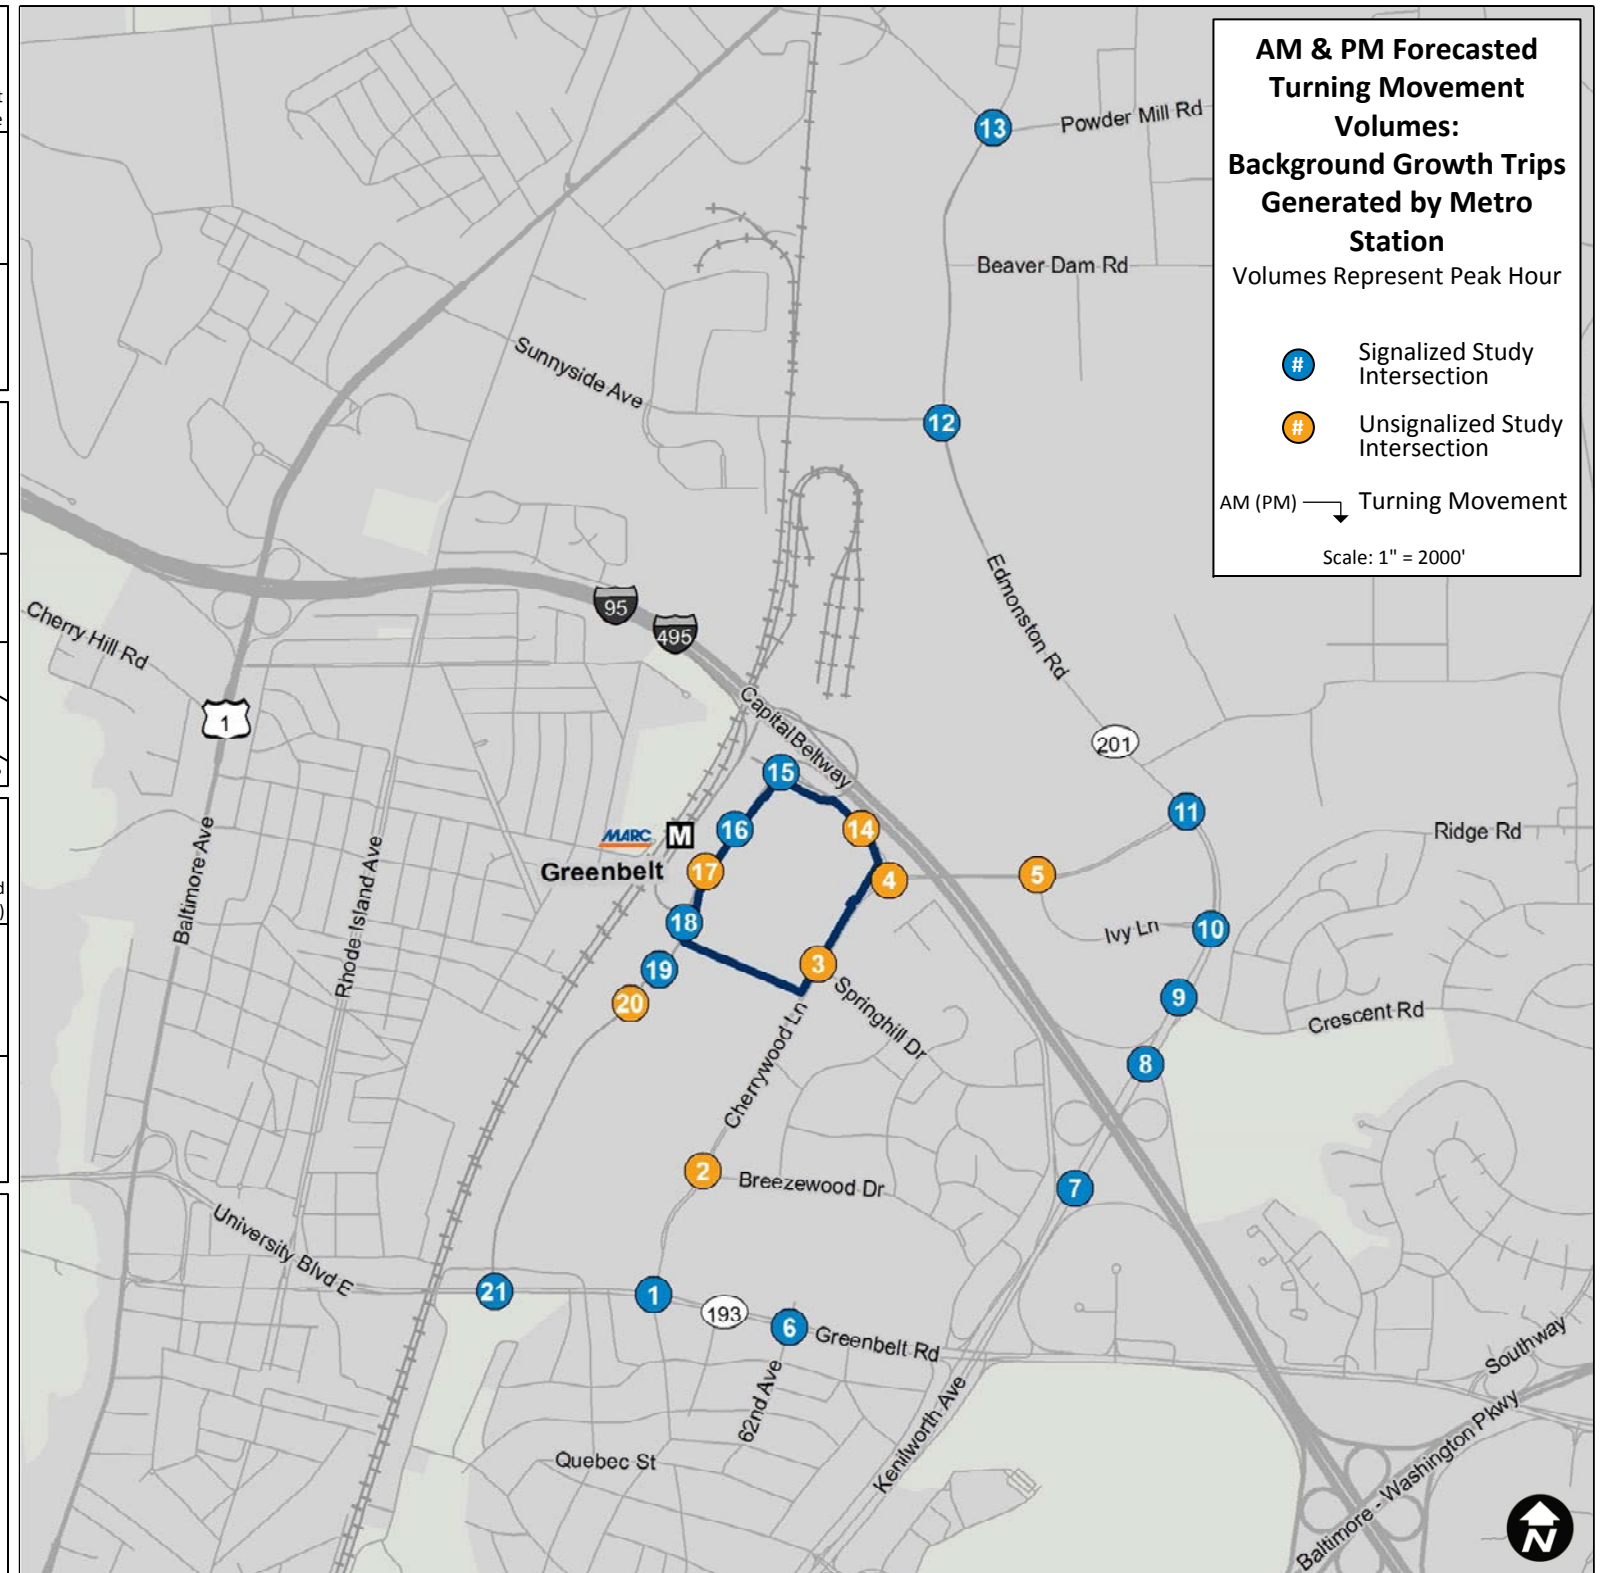 AM & PM Forecasted
Turning Movement
Volumes:
Background Growth Trips
Generated by Metro
Station
Volumes Represent Peak Hour
# Signalized Study
Intersection
# Unsignalized Study
Intersection
AM (PM) Turning Movement
Scale: 1" = 2000'
13
Powder Mill Rd
Beaver Dam Rd
Sunnyside Ave
12
Edmonston Rd
95
495
Cherry Hill Rd
1
Capital Beltway
201
15
11
MARC M
16
14
Ridge Rd
Greenbelt
17
4
5
Baltimore Ave
Rhode Island Ave
18
Ivy Ln
10
19
3
20
Springhill Dr
9
Crescent Rd
Cherrywood Ln
8
2
Breezewood Dr
7
University Blvd E
21
1
193
6
Greenbelt Rd
62nd Ave
Southway
Kenilworth Ave
Quebec St
Baltimore - Washington Pkwy
N